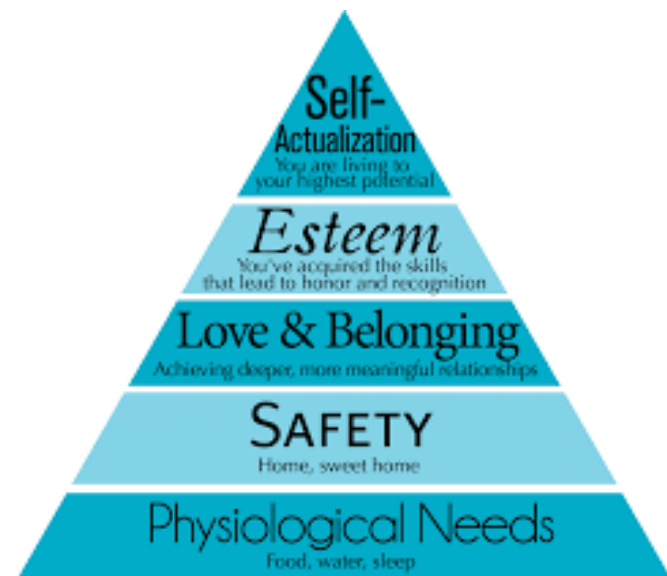 Self-
Actualization
You are living to
your highest potential
Esteem
You've acquired the skills
that lead to honor and recognition
Love & Belonging
Achieving deeper, more meaningful relationships
SAFETY
Home, sweet home
Physiological Needs
Food, water, sleep